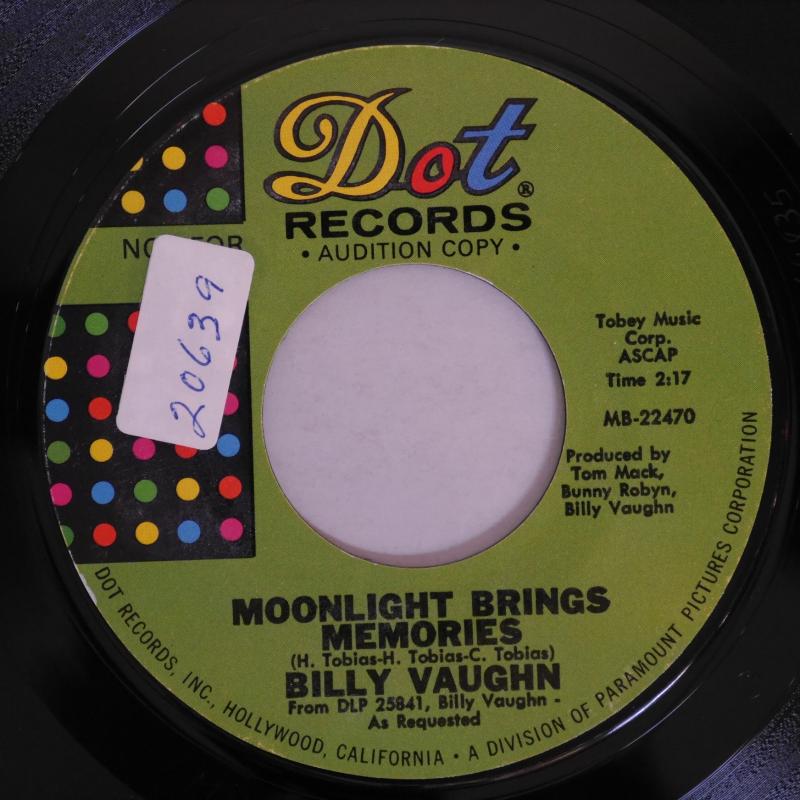 Dot®
RECORDS
• AUDITION COPY •
FOR
20639
Tobey Music
Corp.
ASCAP
Time 2:17
MB-22470
Produced by
Tom Mack,
Bunny Robyn,
Billy Vaughn
MOONLIGHT BRINGS
MEMORIES
(H. Tobias-H. Tobias-C. Tobias)
BILLY VAUGHN
From DLP 25841, Billy Vaughn -
As Requested
DOT RECORDS, INC., HOLLYWOOD, CALIFORNIA • A DIVISION OF PARAMOUNT PICTURES CORPORATION